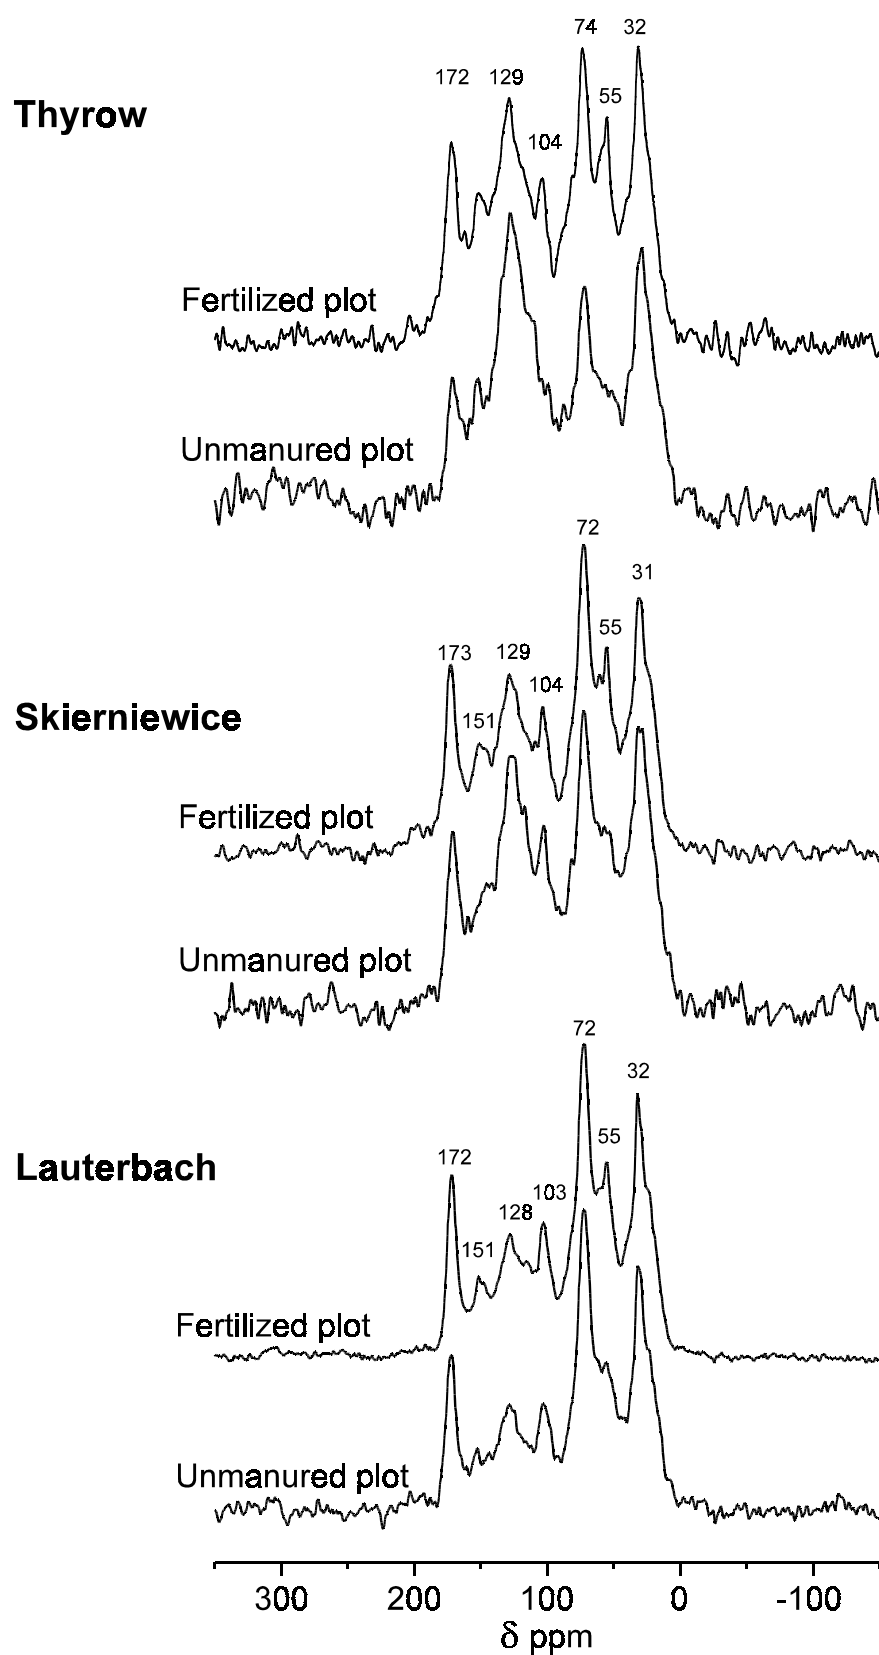 74 32
172 129
55
Thyrow
104
Fertilized plot
Unmanured plot
72
31
55
173 129
104
Skierniewice
151
Fertilized plot
Unmanured plot
72
32
55
Lauterbach
172
103
128
151
Fertilized plot
Unmanured plot
300 200 100 0 -100
δ ppm